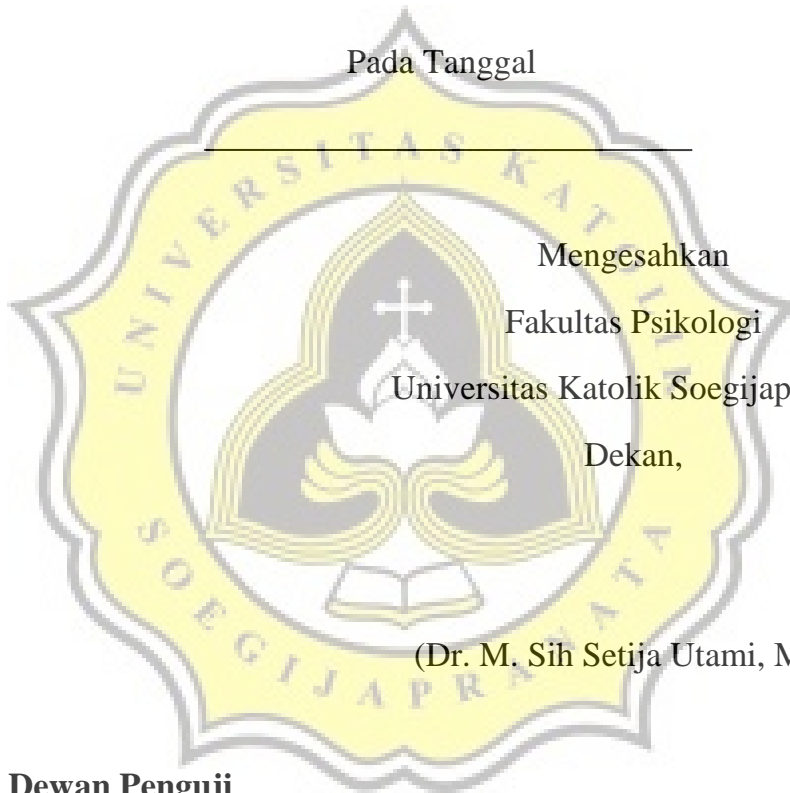 Pada Tanggal
UNIVERSITAS KATOLIK
Mengesahkan
Fakultas Psikologi
Universitas Katolik Soegijap
Dekan,
SOEGIJAPRANATA
(Dr. M. Sih Setija Utami, M
Dewan Penguji